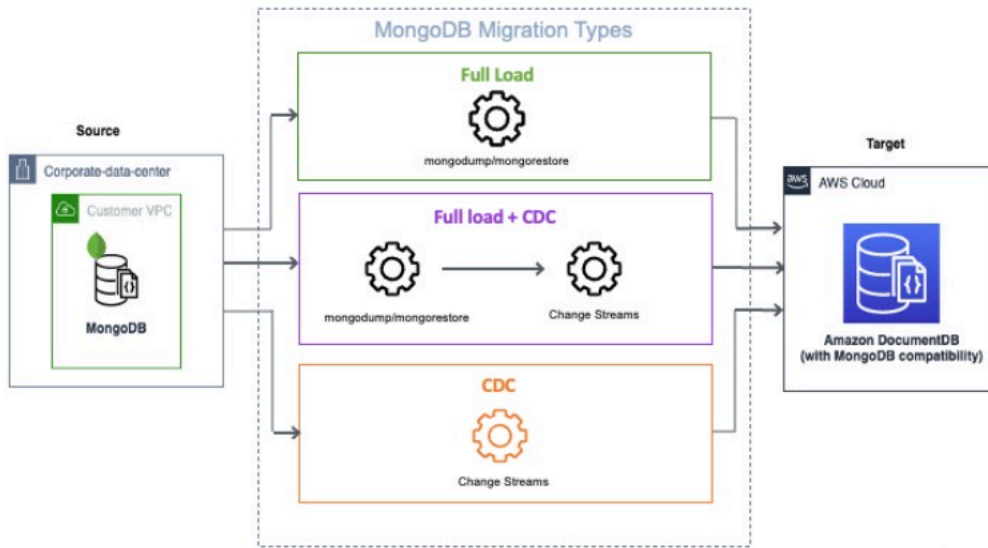 MongoDB Migration Types
Full Load
mongodump/mongorestore
Source
Corporate-data-center
Customer VPC
MongoDB
Full load + CDC
mongodump/mongorestore
Change Streams
CDC
Change Streams
Target
aws
AWS Cloud
{}
Amazon DocumentDB
(with MongoDB compatibility)